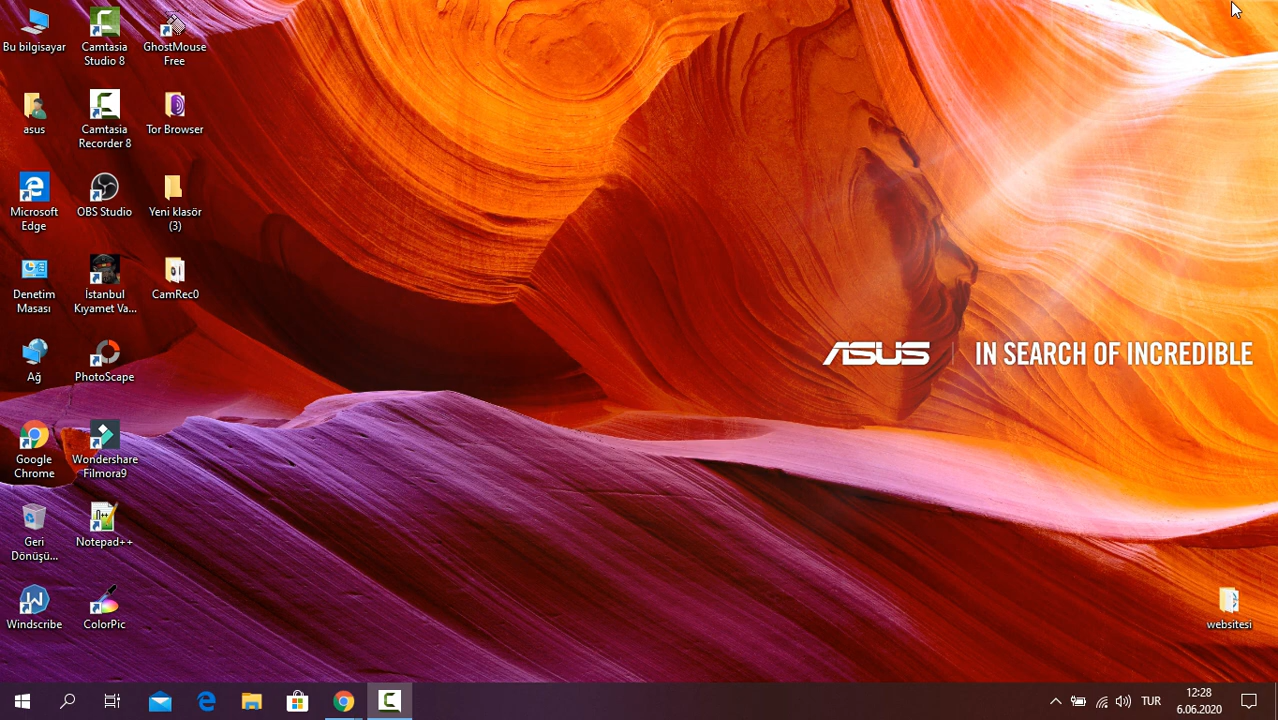 Bu bilgisayar
Camtasia
Studio 8
GhostMouse
Free
asus
Camtasia
Recorder 8
Tor Browser
Microsoft
Edge
OBS Studio
Yeni klasör
(3)
Denetim
Masası
İstanbul
Kıyamet Va...
CamRec0
Ağ
PhotoScape
Google
Chrome
Wondershare
Filmora9
Geri
Dönüşü...
Notepad++
Windscribe
ColorPic
ASUS
IN SEARCH OF INCREDIBLE
websitesi
TUR
12:28
6.06.2020